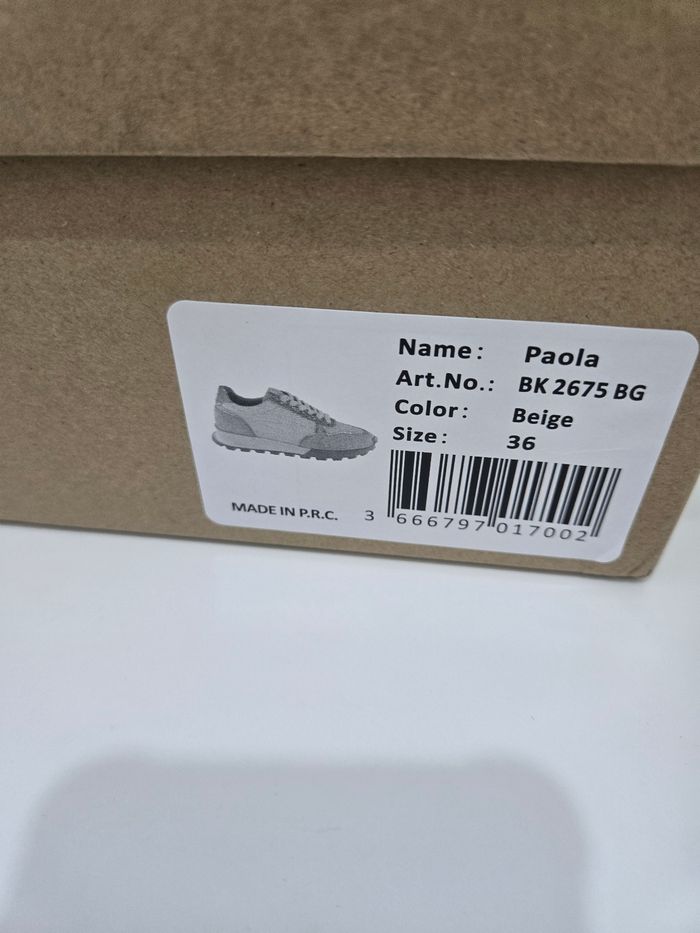 Name: Paola
Art.No.: BK 2675 BG
Color: Beige
Size: 36
MADE IN P.R.C.
3 666797 017002